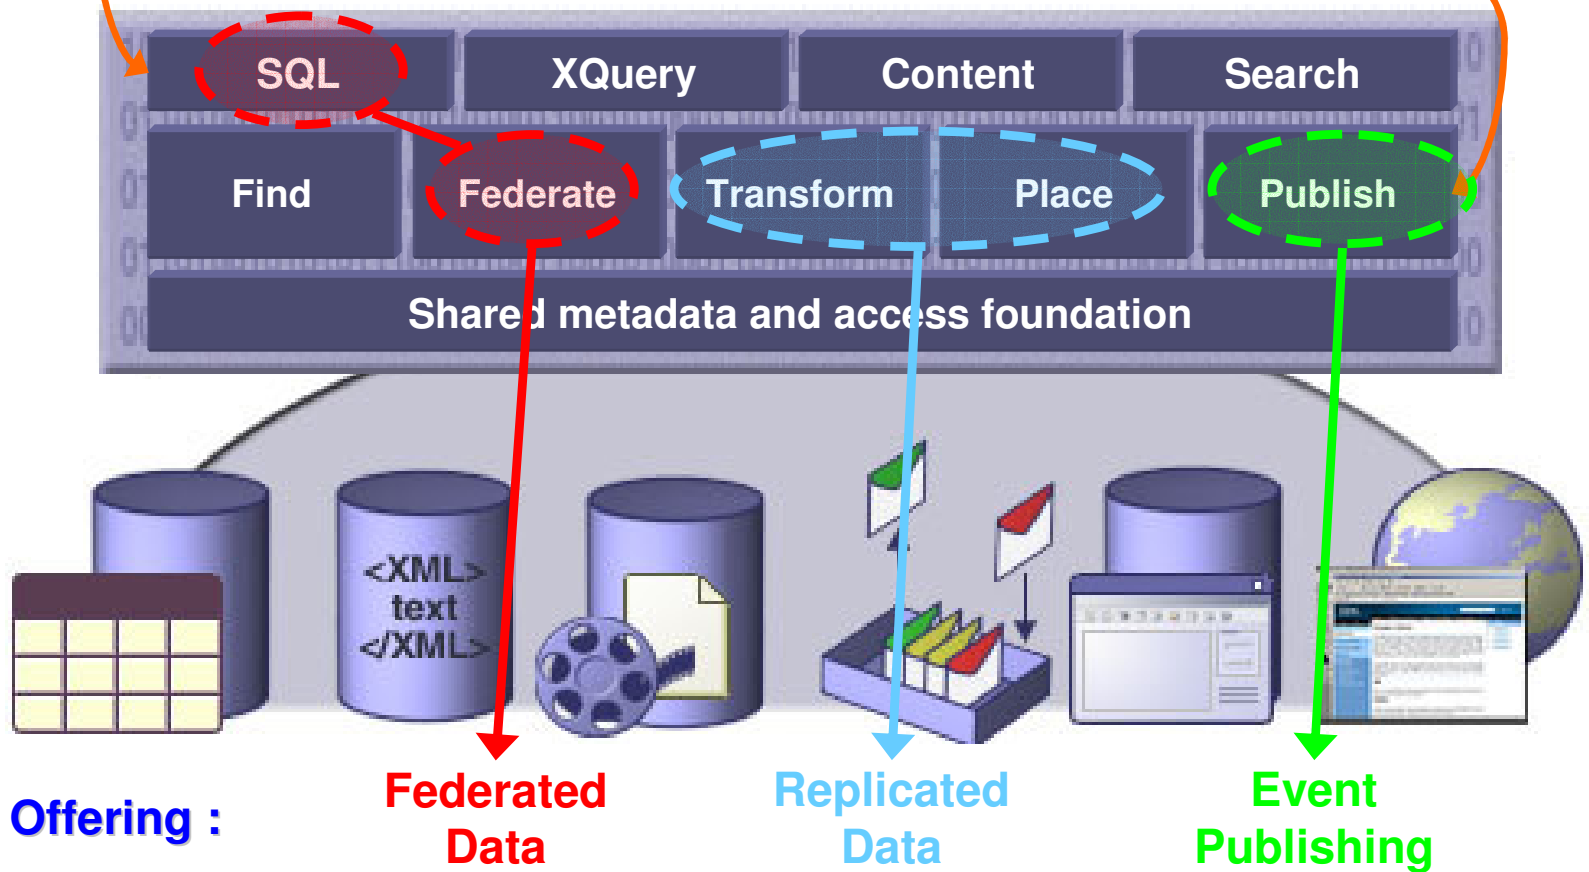 SQL XQuery Content Search
Find Federate Transform Place Publish
Shared metadata and access foundation
<XML>
text
</XML>
Offering :
Federated
Data
Replicated
Data
Event
Publishing